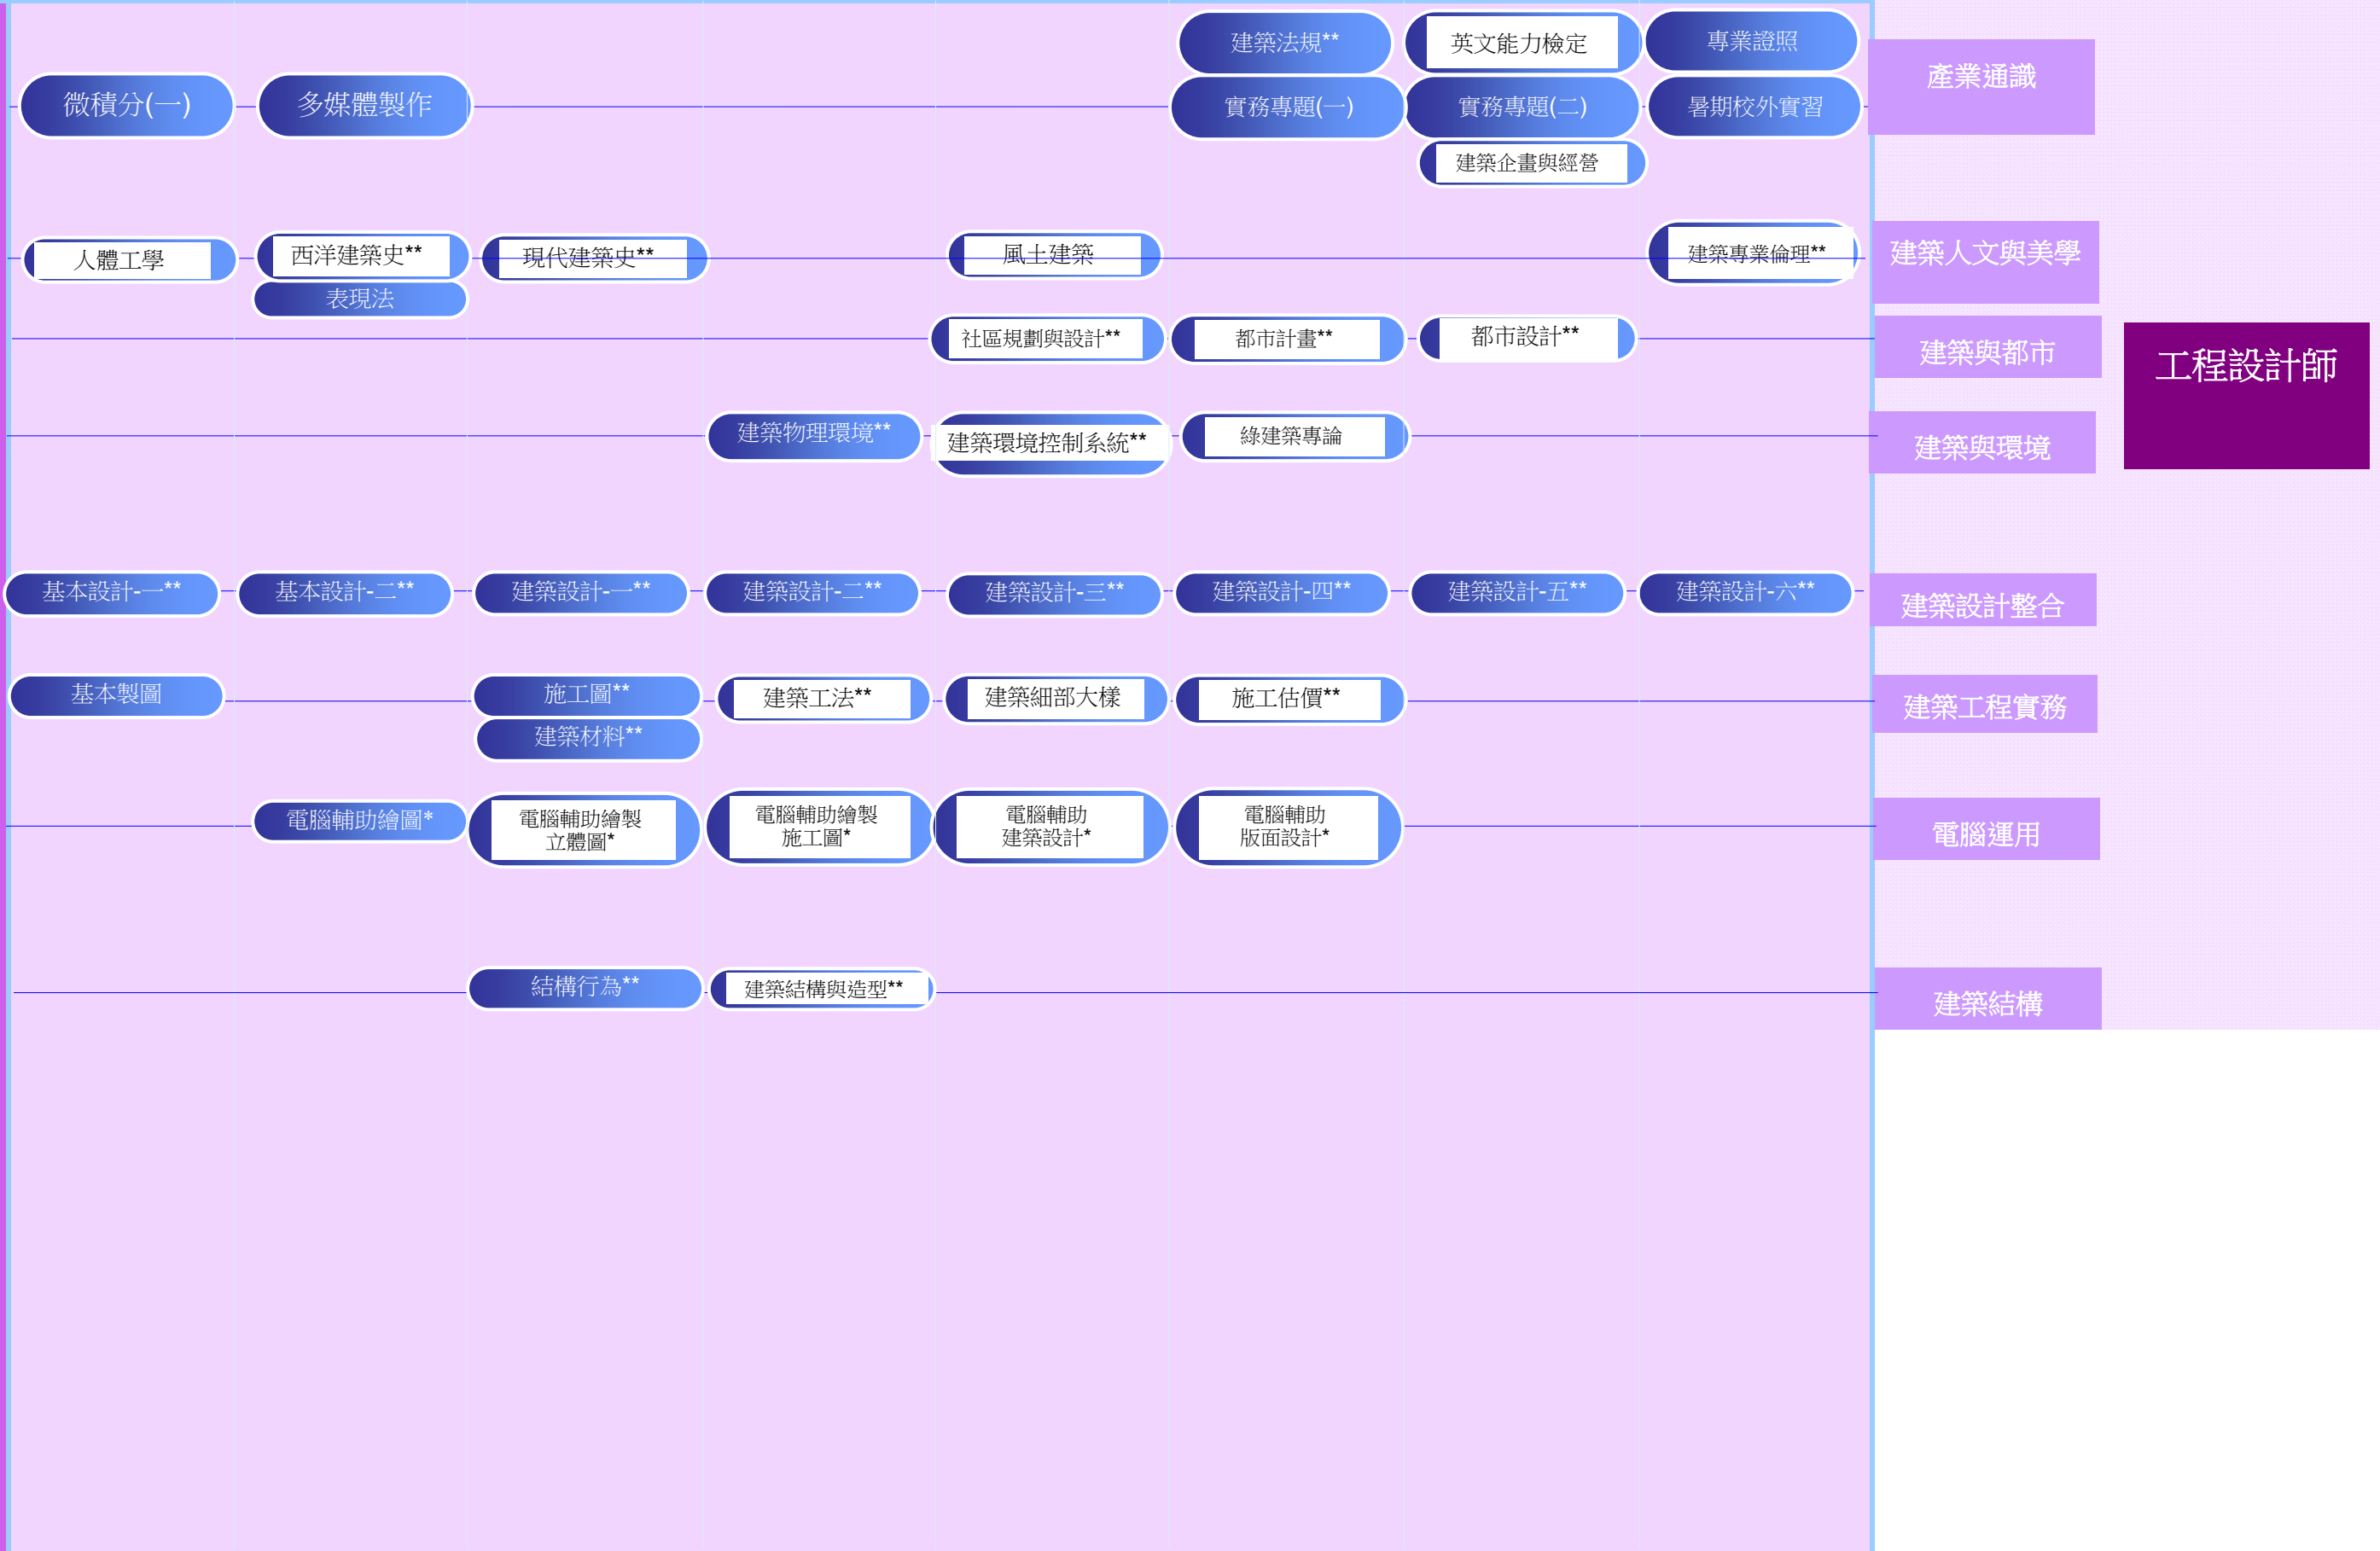 建築法規**
英文能力檢定
專業證照
產業通識
微積分(一)
多媒體製作
實務專題(一)
實務專題(二)
暑期校外實習
建築企畫與經營
人體工學
西洋建築史**
現代建築史**
風土建築
建築專業倫理**
建築人文與美學
表現法
社區規劃與設計**
都市計畫**
都市設計**
建築與都市
工程設計師
建築物理環境**
建築環境控制系統**
綠建築專論
建築與環境
基本設計-一**
基本設計-二**
建築設計-一**
建築設計-二**
建築設計-三**
建築設計-四**
建築設計-五**
建築設計-六**
建築設計整合
基本製圖
施工圖**
建築工法**
建築細部大樣
施工估價**
建築工程實務
建築材料**
電腦輔助繪圖*
電腦輔助繪製
立體圖*
電腦輔助繪製
施工圖*
電腦輔助
建築設計*
電腦輔助
版面設計*
電腦運用
結構行為**
建築結構與造型**
建築結構